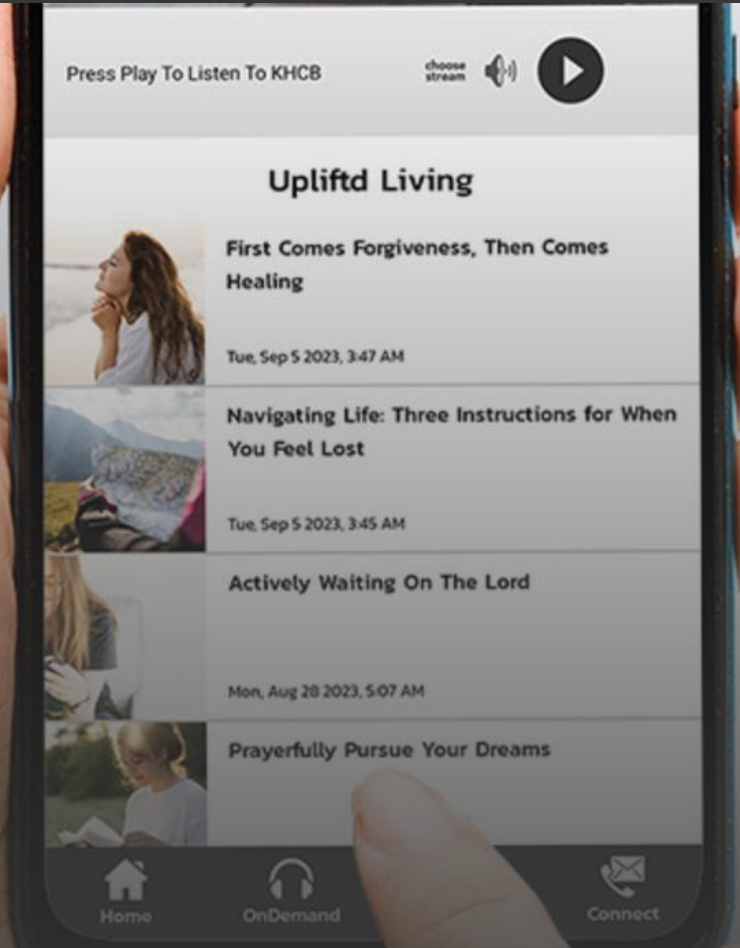 Press Play To Listen To KHCB
choose
stream
Upliftd Living
First Comes Forgiveness, Then Comes
Healing
Tue, Sep 5 2023, 3:47 AM
Navigating Life: Three Instructions for When
You Feel Lost
Tue, Sep 5 2023, 3:45 AM
Actively Waiting On The Lord
Mon, Aug 28 2023, 5:07 AM
Prayerfully Pursue Your Dreams
Home
OnDemand
Connect